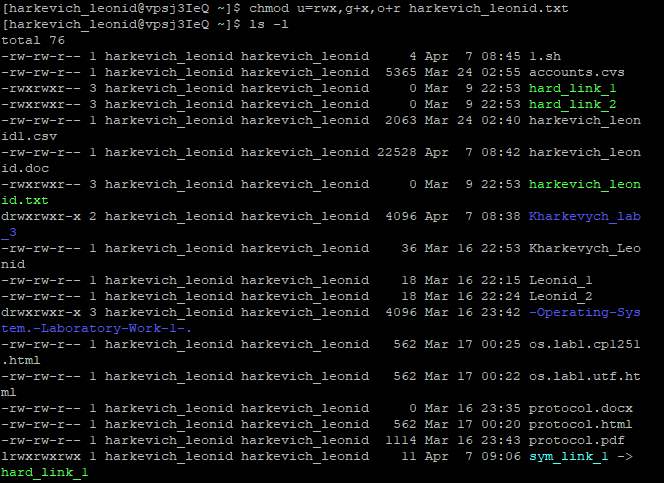 [harkevich_leonid@vpsj3IeQ ~]$ chmod u=rwx,g+x,o+r harkevich_leonid.txt
[harkevich_leonid@vpsj3IeQ ~]$ ls -l
total 76
-rw-rw-r-- 1 harkevich_leonid harkevich_leonid     4 Apr  7 08:45 1.sh
-rw-rw-r-- 1 harkevich_leonid harkevich_leonid  5365 Mar 24 02:55 accounts.cvs
-rwxrwxr-- 3 harkevich_leonid harkevich_leonid     0 Mar  9 22:53 hard_link_1
-rwxrwxr-- 3 harkevich_leonid harkevich_leonid     0 Mar  9 22:53 hard_link_2
-rw-rw-r-- 1 harkevich_leonid harkevich_leonid  2063 Mar 24 02:40 harkevich_leon
id1.csv
-rw-rw-r-- 1 harkevich_leonid harkevich_leonid 22528 Apr  7 08:42 harkevich_leon
id.doc
-rwxrwxr-- 3 harkevich_leonid harkevich_leonid     0 Mar  9 22:53 harkevich_leon
id.txt
drwxrwxr-x 2 harkevich_leonid harkevich_leonid  4096 Apr  7 08:38 Kharkevych_lab
_3
-rw-rw-r-- 1 harkevich_leonid harkevich_leonid    36 Mar 16 22:53 Kharkevych_Leo
nid
-rw-rw-r-- 1 harkevich_leonid harkevich_leonid    18 Mar 16 22:15 Leonid_1
-rw-rw-r-- 1 harkevich_leonid harkevich_leonid    18 Mar 16 22:24 Leonid_2
drwxrwxr-x 3 harkevich_leonid harkevich_leonid  4096 Mar 16 23:42 -Operating-Sys
tem.-Laboratory-Work-1-.
-rw-rw-r-- 1 harkevich_leonid harkevich_leonid   562 Mar 17 00:25 os.lab1.cp1251
.html
-rw-rw-r-- 1 harkevich_leonid harkevich_leonid   562 Mar 17 00:22 os.lab1.utf.ht
ml
-rw-rw-r-- 1 harkevich_leonid harkevich_leonid     0 Mar 16 23:35 protocol.docx
-rw-rw-r-- 1 harkevich_leonid harkevich_leonid   562 Mar 17 00:20 protocol.html
-rw-rw-r-- 1 harkevich_leonid harkevich_leonid  1114 Mar 16 23:43 protocol.pdf
lrwxrwxrwx 1 harkevich_leonid harkevich_leonid    11 Apr  7 09:06 sym_link_1 ->
hard_link_1